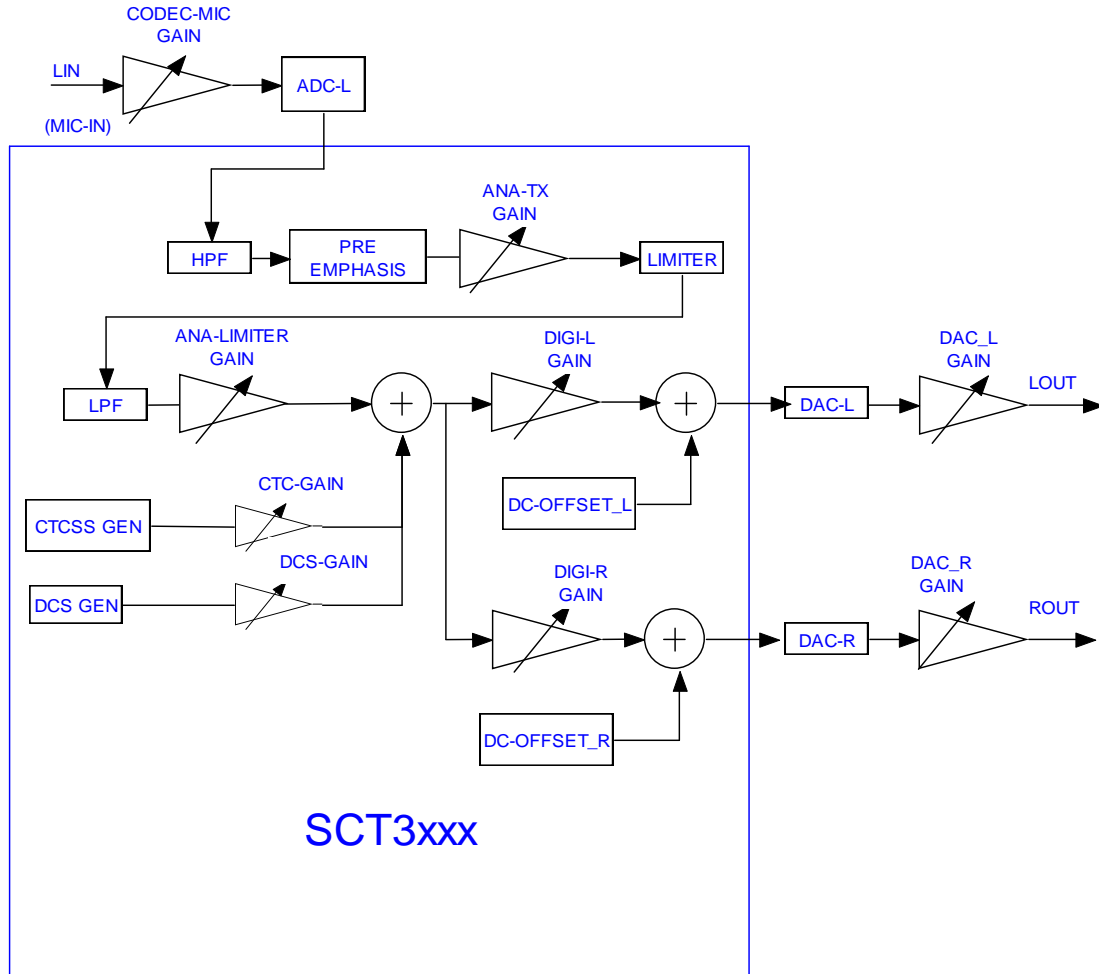 CODEC-MIC
GAIN
LIN
ADC-L
(MIC-IN)
ANA-TX
GAIN
HPF
PRE
EMPHASIS
LIMITER
ANA-LIMITER
GAIN
DIGI-L
GAIN
DAC_L
GAIN
LOUT
LPF
+
+
DAC-L
CTC-GAIN
DC-OFFSET_L
CTCSS GEN
DCS-GAIN
DIGI-R
GAIN
DAC_R
GAIN
ROUT
DCS GEN
+
DAC-R
DC-OFFSET_R
SCT3xxx